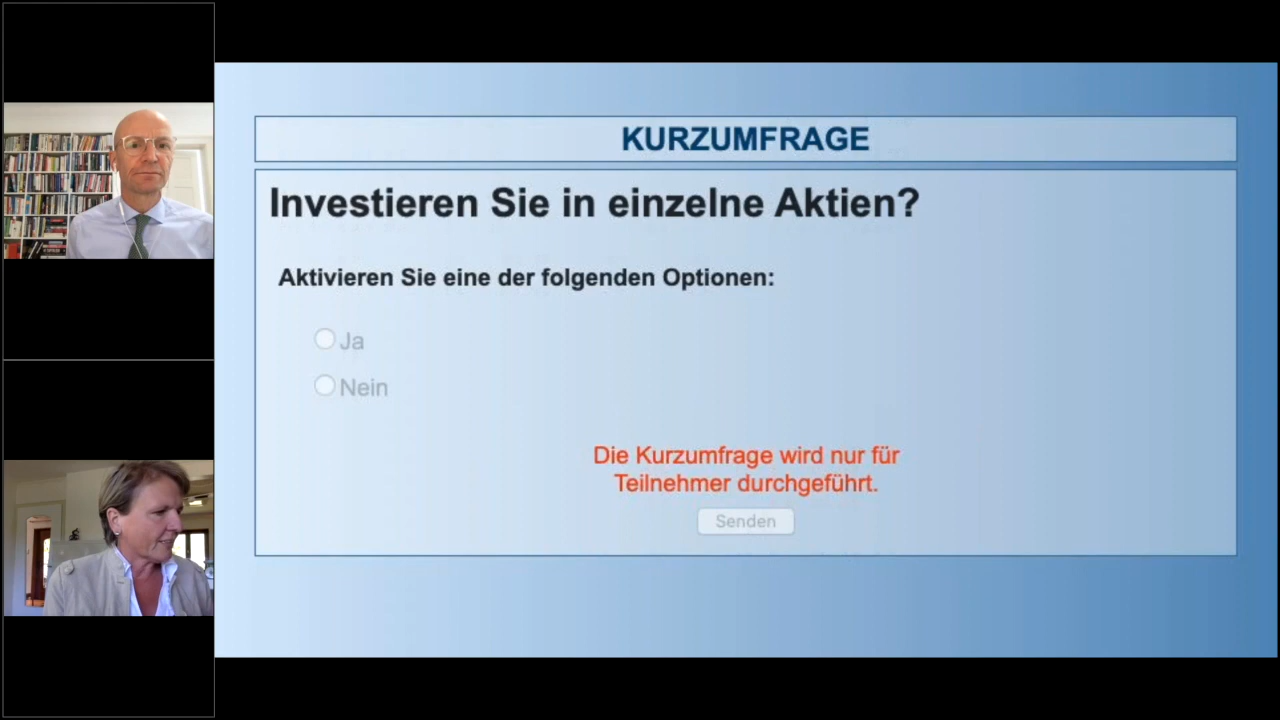 KURZUMFRAGE
Investieren Sie in einzelne Aktien?
Aktivieren Sie eine der folgenden Optionen:
Ja
Nein
Die Kurzumfrage wird nur für
Teilnehmer durchgeführt.
Senden